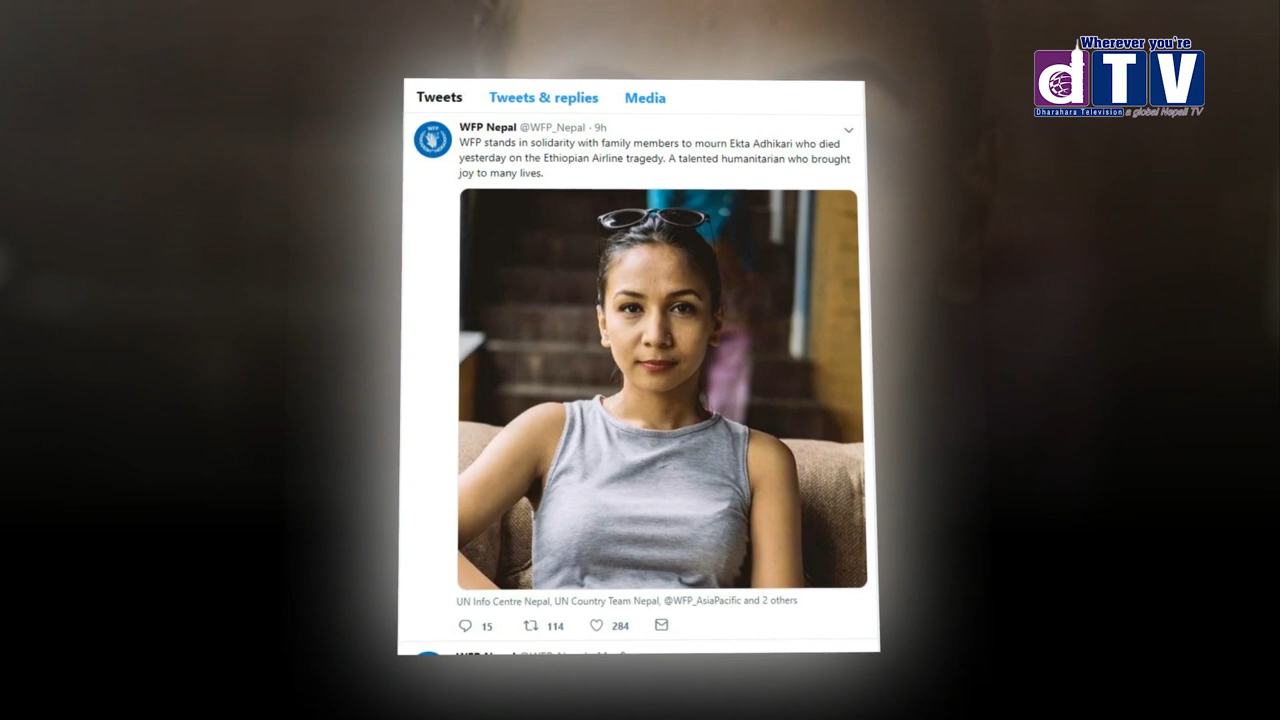 Wherever you're
dTV
Dharahara Television a global Nepali TV
Tweets Tweets & replies Media
WFP Nepal @WFP_Nepal · 9h
WFP stands in solidarity with family members to mourn Ekta Adhikari who died
yesterday on the Ethiopian Airline tragedy. A talented humanitarian who brought
joy to many lives.
UN Info Centre Nepal, UN Country Team Nepal, @WFP_AsiaPacific and 2 others
15 114 284